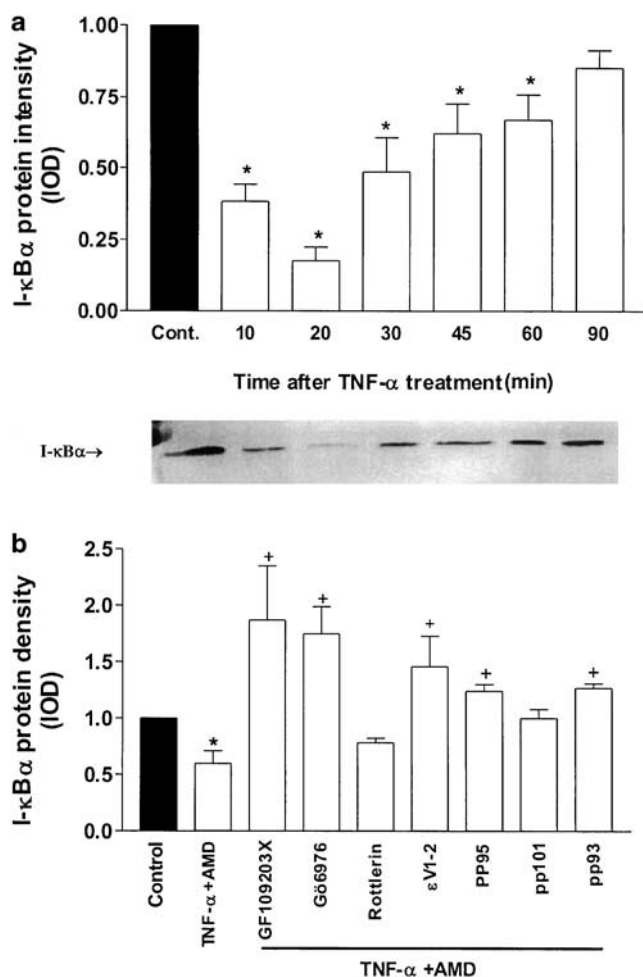 a
I-κBα protein intensity
(IOD)
1.00
0.75
0.50
0.25
0.00
* * * * *
Cont. 10 20 30 45 60 90
Time after TNF-α treatment(min)
I-κBα→
b
I-κBα protein density
(IOD)
2.5
2.0
1.5
1.0
0.5
0.0
* + + + + +
Control
TNF-α +AMD
GF109203X
Gö6976
Rottlerin
εV1-2
PP95
pp101
pp93
TNF-α +AMD